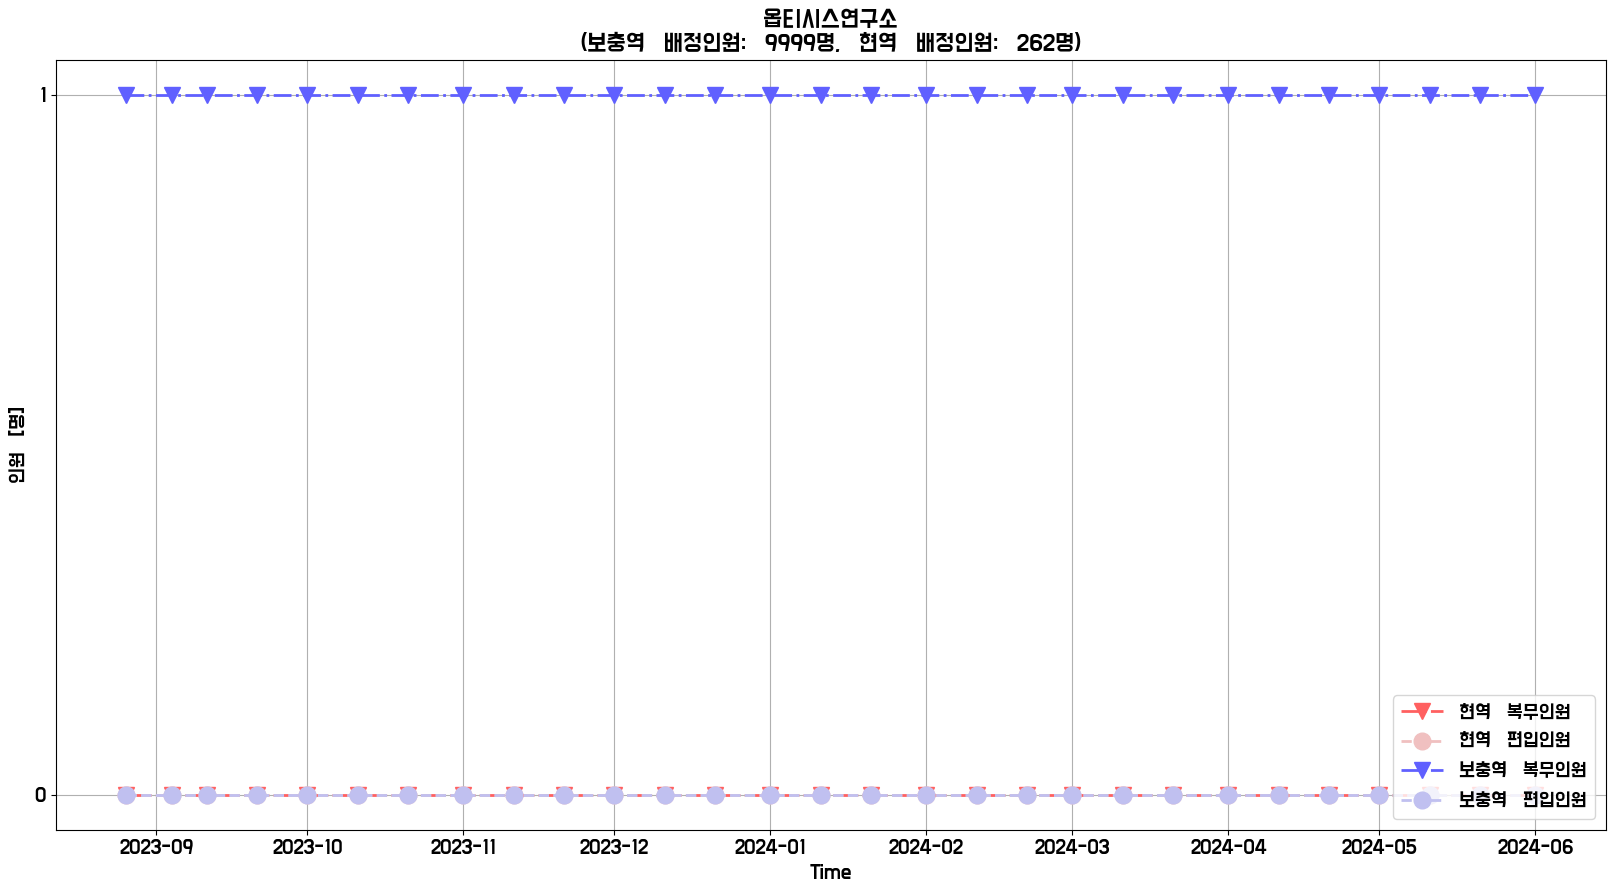 옵티시스연구소
(보충역 배정인원: 9999명, 현역 배정인원: 262명)
1
0
인원 [명]
2023-09 2023-10 2023-11 2023-12 2024-01 2024-02 2024-03 2024-04 2024-05 2024-06
Time
현역 복무인원
현역 편입인원
보충역 복무인원
보충역 편입인원